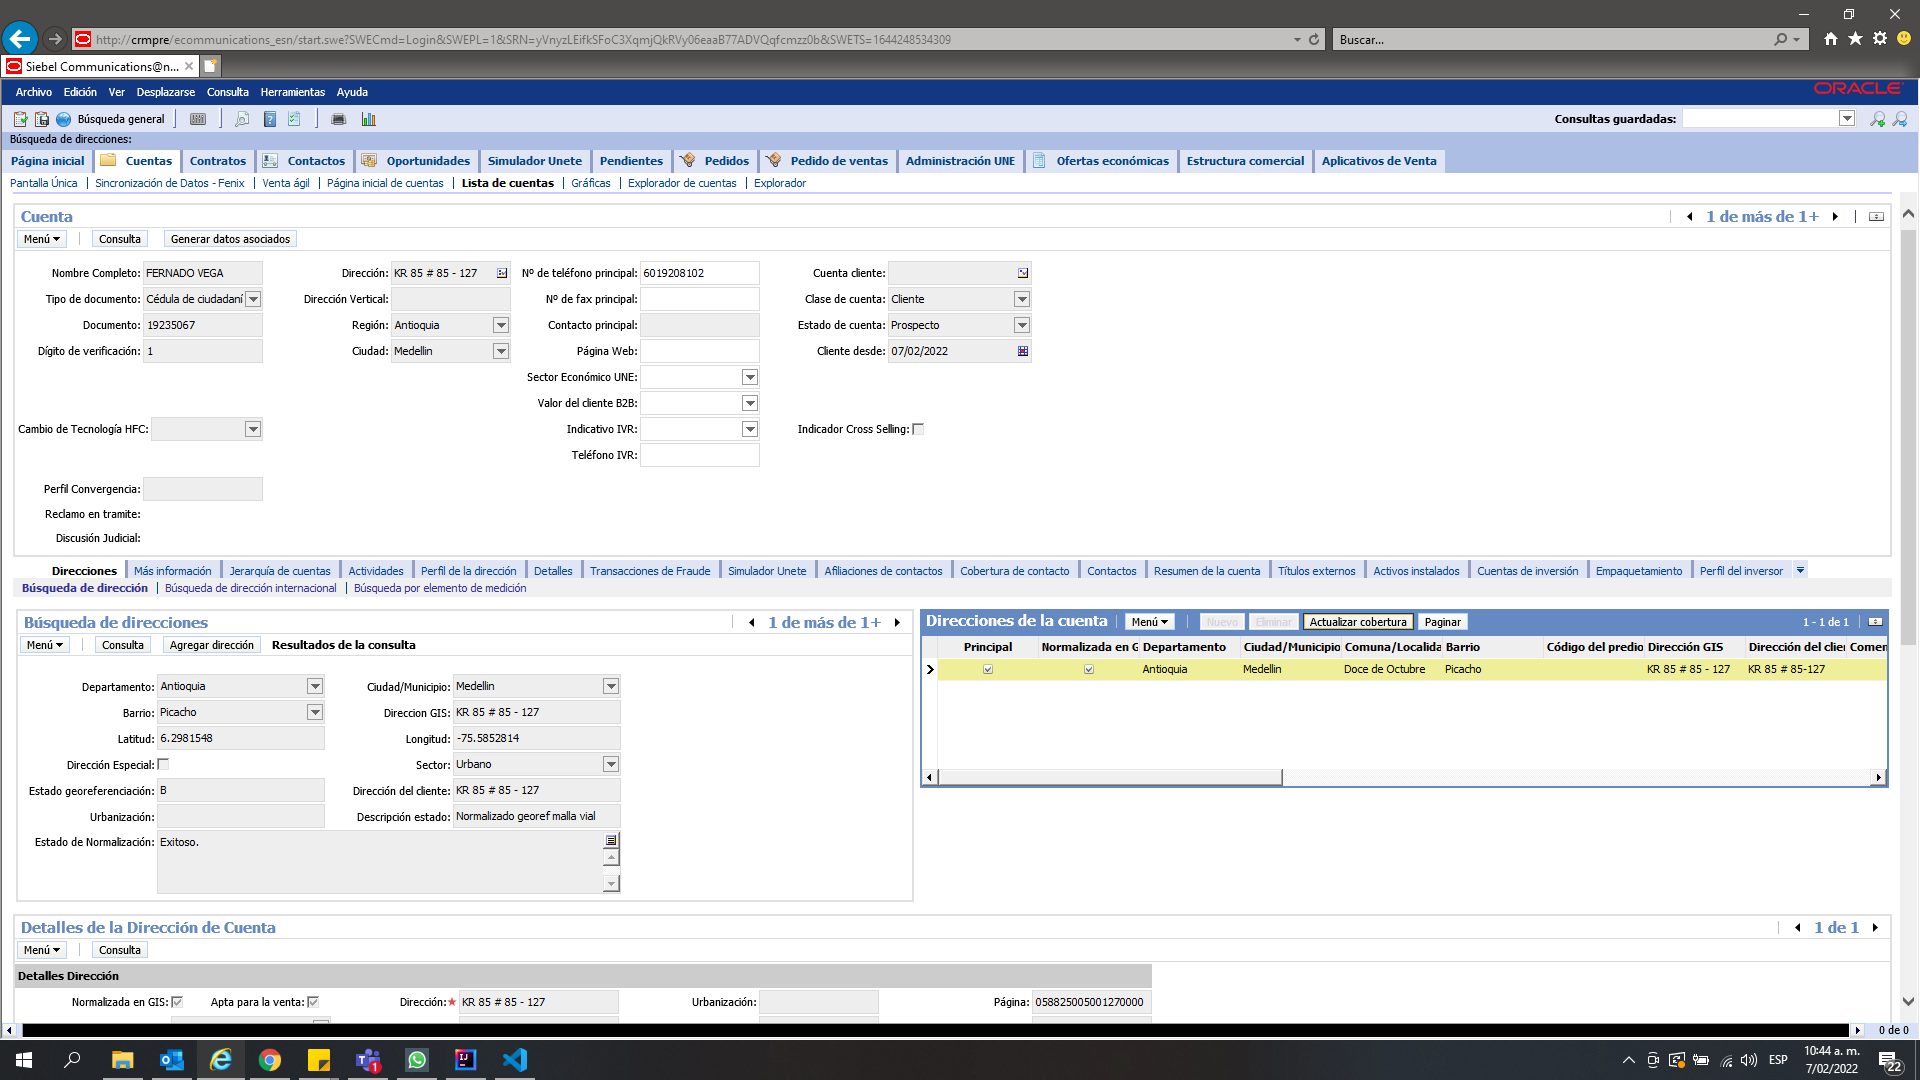 http://crmpre/ecommunications_esn/start.swe?SWECmd=Login&SWEPL=1&SRN=yVnyzLEifkSFoC3XqmjQkRVy06eaaB77ADVQqfcmzz0b&SWETS=1644248534309
Buscar...
Siebel Communications@n...
Archivo Edición Ver Desplazarse Consulta Herramientas Ayuda
ORACLE
Búsqueda general
Consultas guardadas:
Búsqueda de direcciones:
Página inicial Cuentas Contratos Contactos Oportunidades Simulador Unete Pendientes Pedidos Pedido de ventas Administración UNE Ofertas económicas Estructura comercial Aplicativos de Venta
Pantalla Única Sincronización de Datos - Fenix Venta ágil Página inicial de cuentas Lista de cuentas Gráficas Explorador de cuentas Explorador
Cuenta
1 de más de 1+
Menú Consulta Generar datos asociados
Nombre Completo: FERNADO VEGA Dirección: KR 85 # 85 - 127 Nº de teléfono principal: 6019208102 Cuenta cliente:
Tipo de documento: Cédula de ciudadaní Dirección Vertical: Nº de fax principal: Clase de cuenta: Cliente
Documento: 19235067 Región: Antioquia Contacto principal: Estado de cuenta: Prospecto
Dígito de verificación: 1 Ciudad: Medellin Página Web: Cliente desde: 07/02/2022
Sector Económico UNE:
Valor del cliente B2B:
Cambio de Tecnología HFC: Indicativo IVR: Indicador Cross Selling:
Teléfono IVR:
Perfil Convergencia:
Reclamo en tramite:
Discusión Judicial:
Direcciones Más información Jerarquía de cuentas Actividades Perfil de la dirección Detalles Transacciones de Fraude Simulador Unete Afiliaciones de contactos Cobertura de contacto Contactos Resumen de la cuenta Títulos externos Activos instalados Cuentas de inversión Empaquetamiento Perfil del inversor
Búsqueda de dirección Búsqueda de dirección internacional Búsqueda por elemento de medición
Búsqueda de direcciones
1 de más de 1+
Menú Consulta Agregar dirección Resultados de la consulta
Departamento: Antioquia Ciudad/Municipio: Medellin
Barrio: Picacho Direccion GIS: KR 85 # 85 - 127
Latitud: 6.2981548 Longitud: -75.5852814
Dirección Especial: Sector: Urbano
Estado georeferenciación: B Dirección del cliente: KR 85 # 85 - 127
Urbanización: Descripción estado: Normalizado georef malla vial
Estado de Normalización: Exitoso.
Direcciones de la cuenta Menú Nuevo Eliminar Actualizar cobertura Paginar 1 - 1 de 1
Principal Normalizada en G Departamento Ciudad/Municipio Comuna/Localida Barrio Código del predio Dirección GIS Dirección del clie Comen
Antioquia Medellin Doce de Octubre Picacho KR 85 # 85 - 127 KR 85 # 85-127
Detalles de la Dirección de Cuenta
1 de 1
Menú Consulta
Detalles Dirección
Normalizada en GIS: Apta para la venta: Dirección:* KR 85 # 85 - 127 Urbanización: Página: 058825005001270000
0 de 0
ESP
10:44 a. m.
7/02/2022
1
22